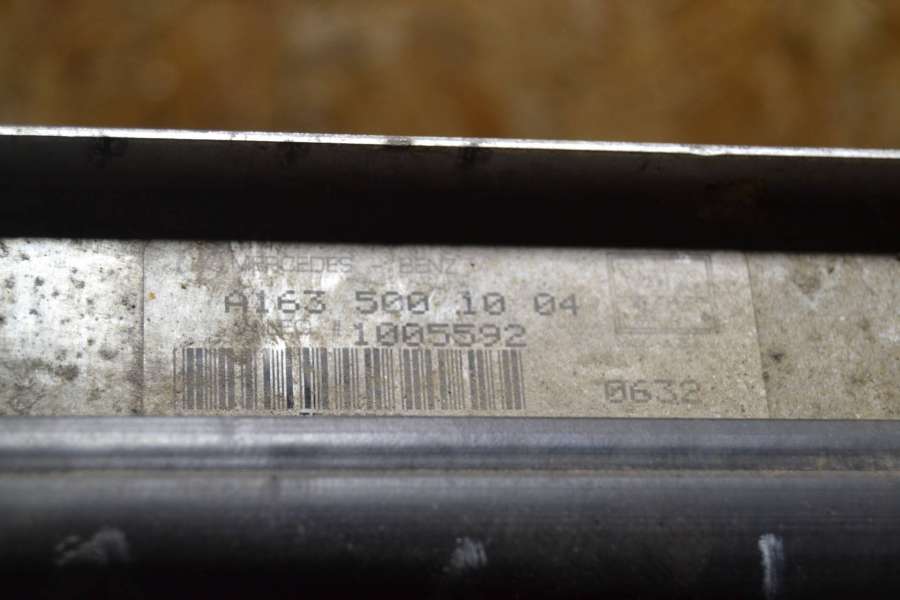 MERCEDES - BENZ
A163 500 10 04
1005592
0632